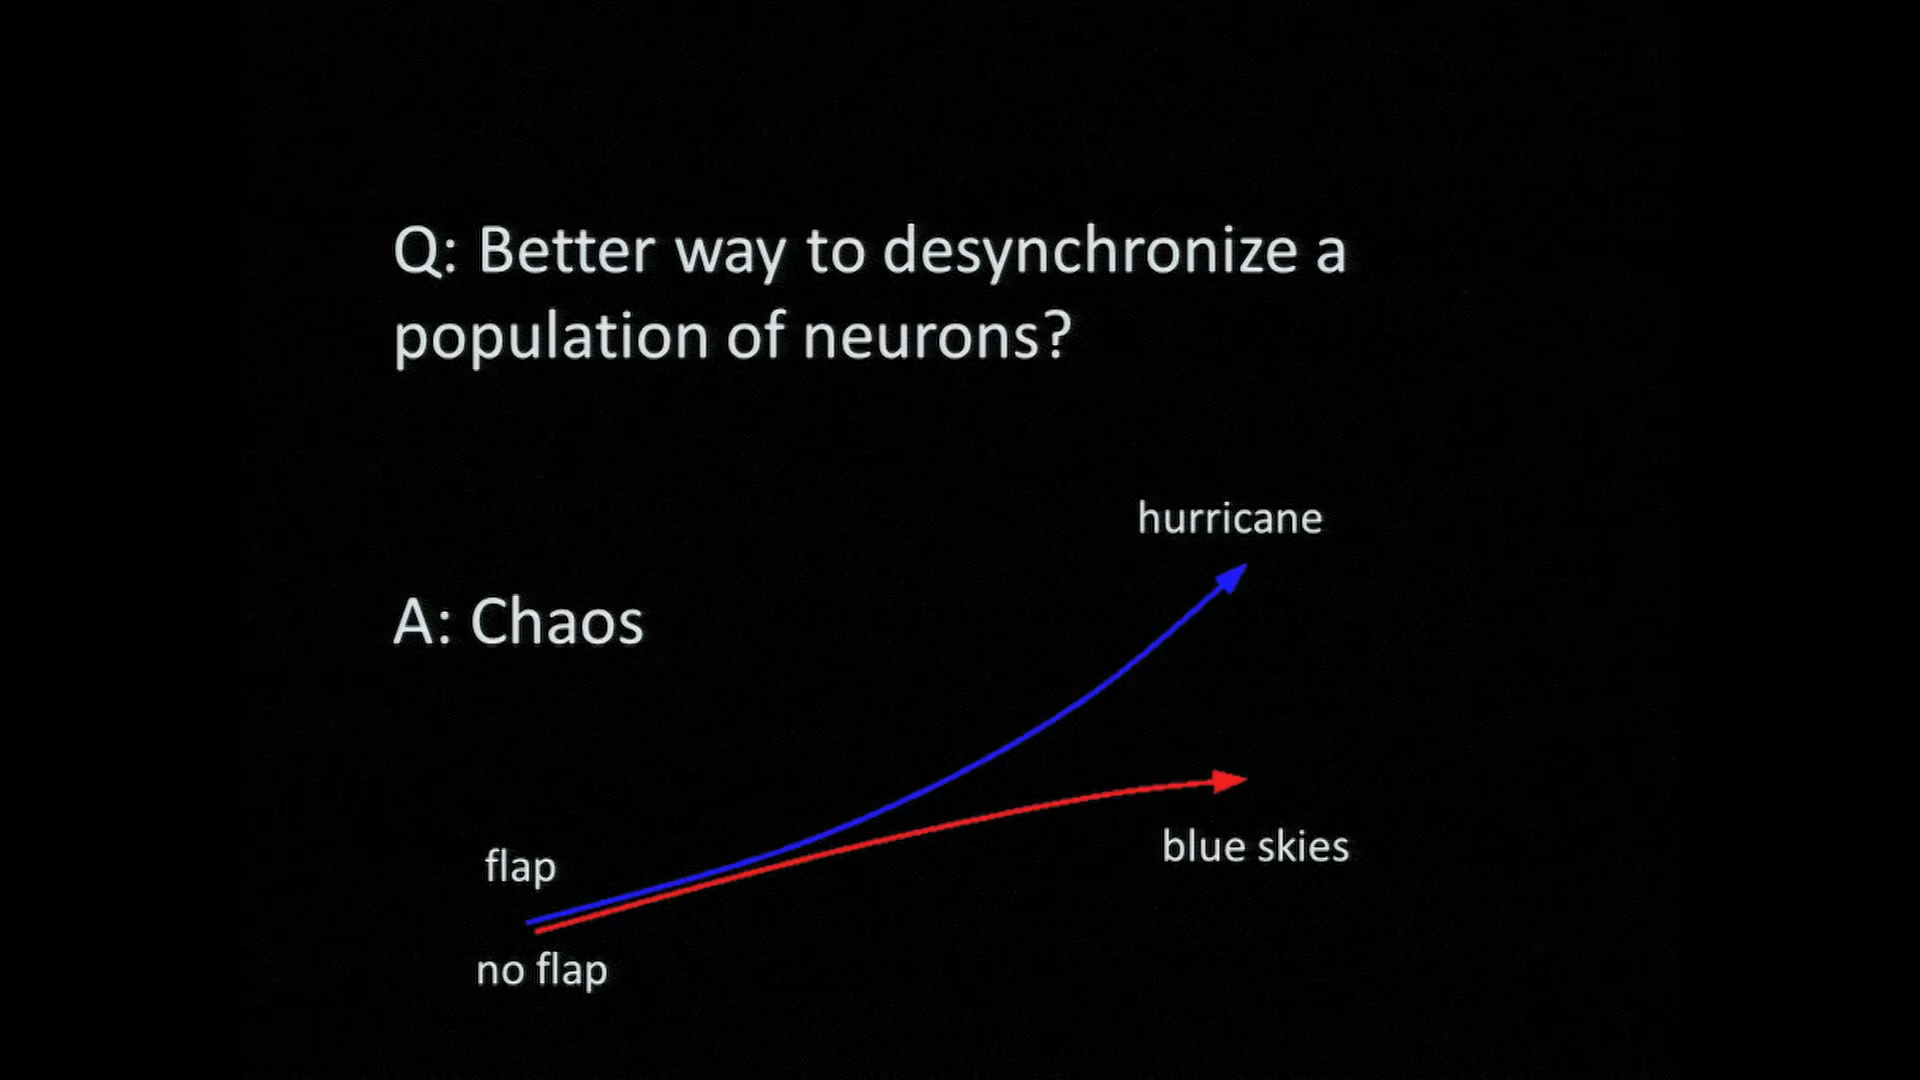 Q: Better way to desynchronize a
population of neurons?
hurricane
A: Chaos
blue skies
flap
no flap